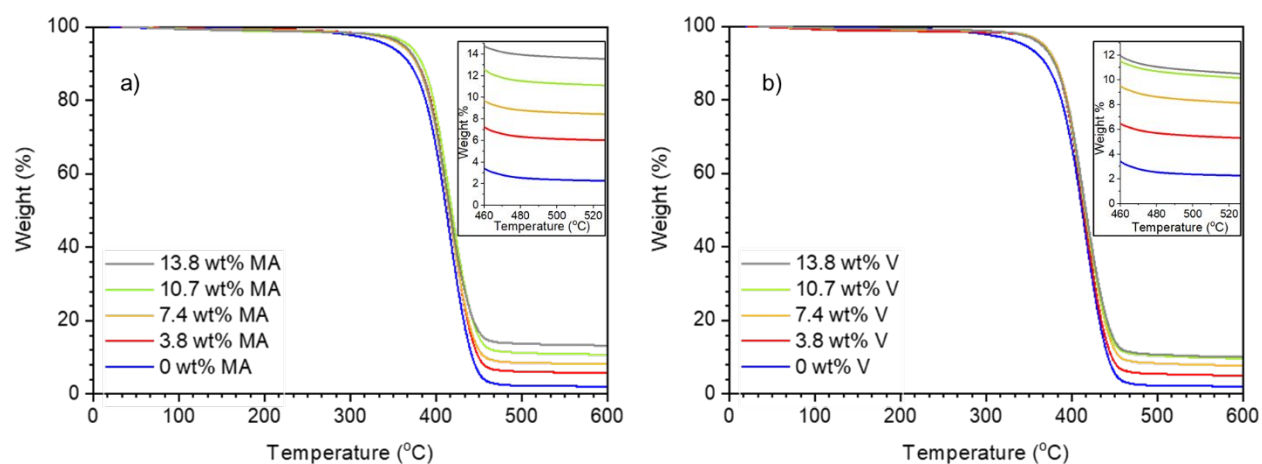 a)
Weight (%)
100
80
60
40
20
0
0
100
200
300
400
500
600
Temperature (°C)
13.8 wt% MA
10.7 wt% MA
7.4 wt% MA
3.8 wt% MA
0 wt% MA
Weight %
14
12
10
8
6
4
2
0
460
480
500
520
Temperature (°C)
b)
Weight (%)
100
80
60
40
20
0
0
100
200
300
400
500
600
Temperature (°C)
13.8 wt% V
10.7 wt% V
7.4 wt% V
3.8 wt% V
0 wt% V
Weight %
12
10
8
6
4
2
0
460
480
500
520
Temperature (°C)